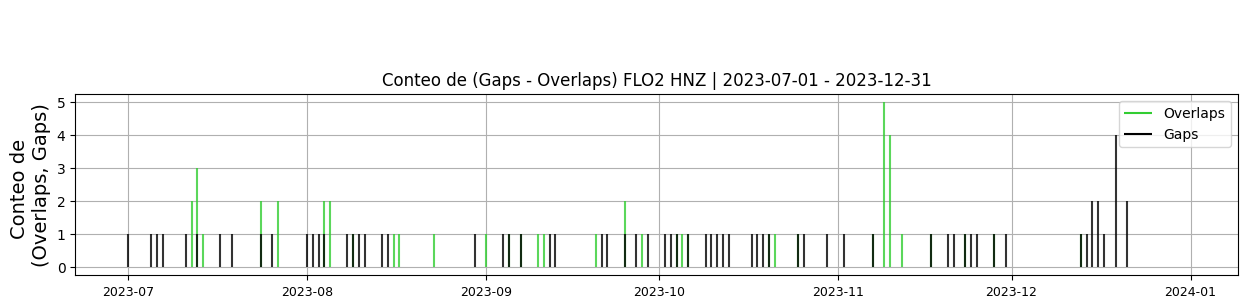 Conteo de (Gaps - Overlaps) FLO2 HNZ | 2023-07-01 - 2023-12-31
Conteo de
(Overlaps, Gaps)
5
4
3
2
1
0
Overlaps
Gaps
2023-07
2023-08
2023-09
2023-10
2023-11
2023-12
2024-01